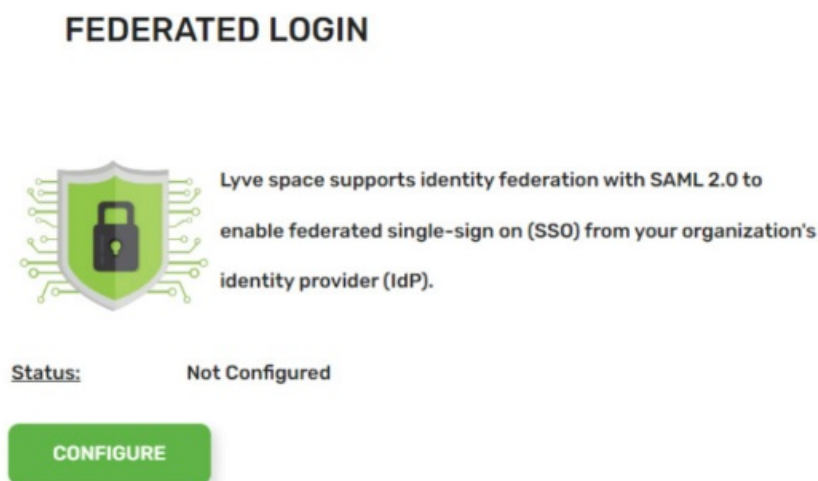 FEDERATED LOGIN
Lyve space supports identity federation with SAML 2.0 to
enable federated single-sign on (SSO) from your organization's
identity provider (IdP).
Status: Not Configured
CONFIGURE